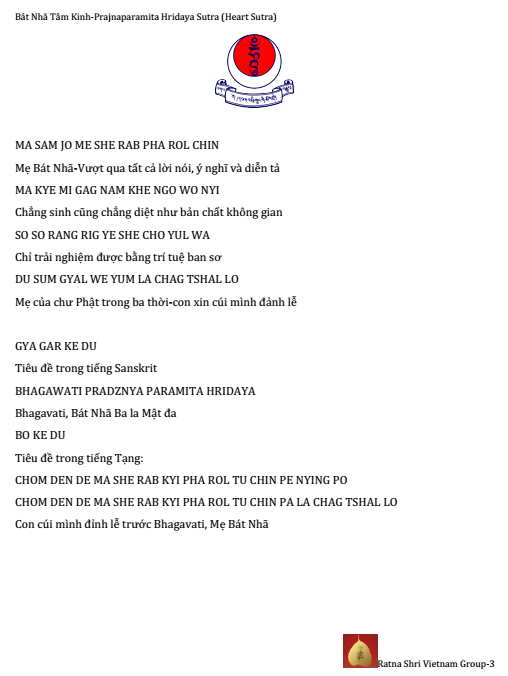 Bát Nhã Tâm Kinh-Prajnaparamita Hridaya Sutra (Heart Sutra)
MA SAM JO ME SHE RAB PHA ROL CHIN
Mẹ Bát Nhã-Vượt qua tất cả lời nói, ý nghĩ và diễn tả
MA KYE MI GAG NAM KHE NGO WO NYI
Chẳng sinh cũng chẳng diệt như bản chất không gian
SO SO RANG RIG YE SHE CHO YUL WA
Chỉ trải nghiệm được bằng trí tuệ ban sơ
DU SUM GYAL WE YUM LA CHAG TSHAL LO
Mẹ của chư Phật trong ba thời-con xin cúi mình đảnh lễ
GYA GAR KE DU
Tiêu đề trong tiếng Sanskrit
BHAGAWATI PRADZNYA PARAMITA HRIDAYA
Bhagavati, Bát Nhã Ba la Mật đa
BO KE DU
Tiêu đề trong tiếng Tạng:
CHOM DEN DE MA SHE RAB KYI PHA ROL TU CHIN PE NYING PO
CHOM DEN DE MA SHE RAB KYI PHA ROL TU CHIN PA LA CHAG TSHAL LO
Con cúi mình đỉnh lễ trước Bhagavati, Mẹ Bát Nhã
Ratna Shri Vietnam Group-3